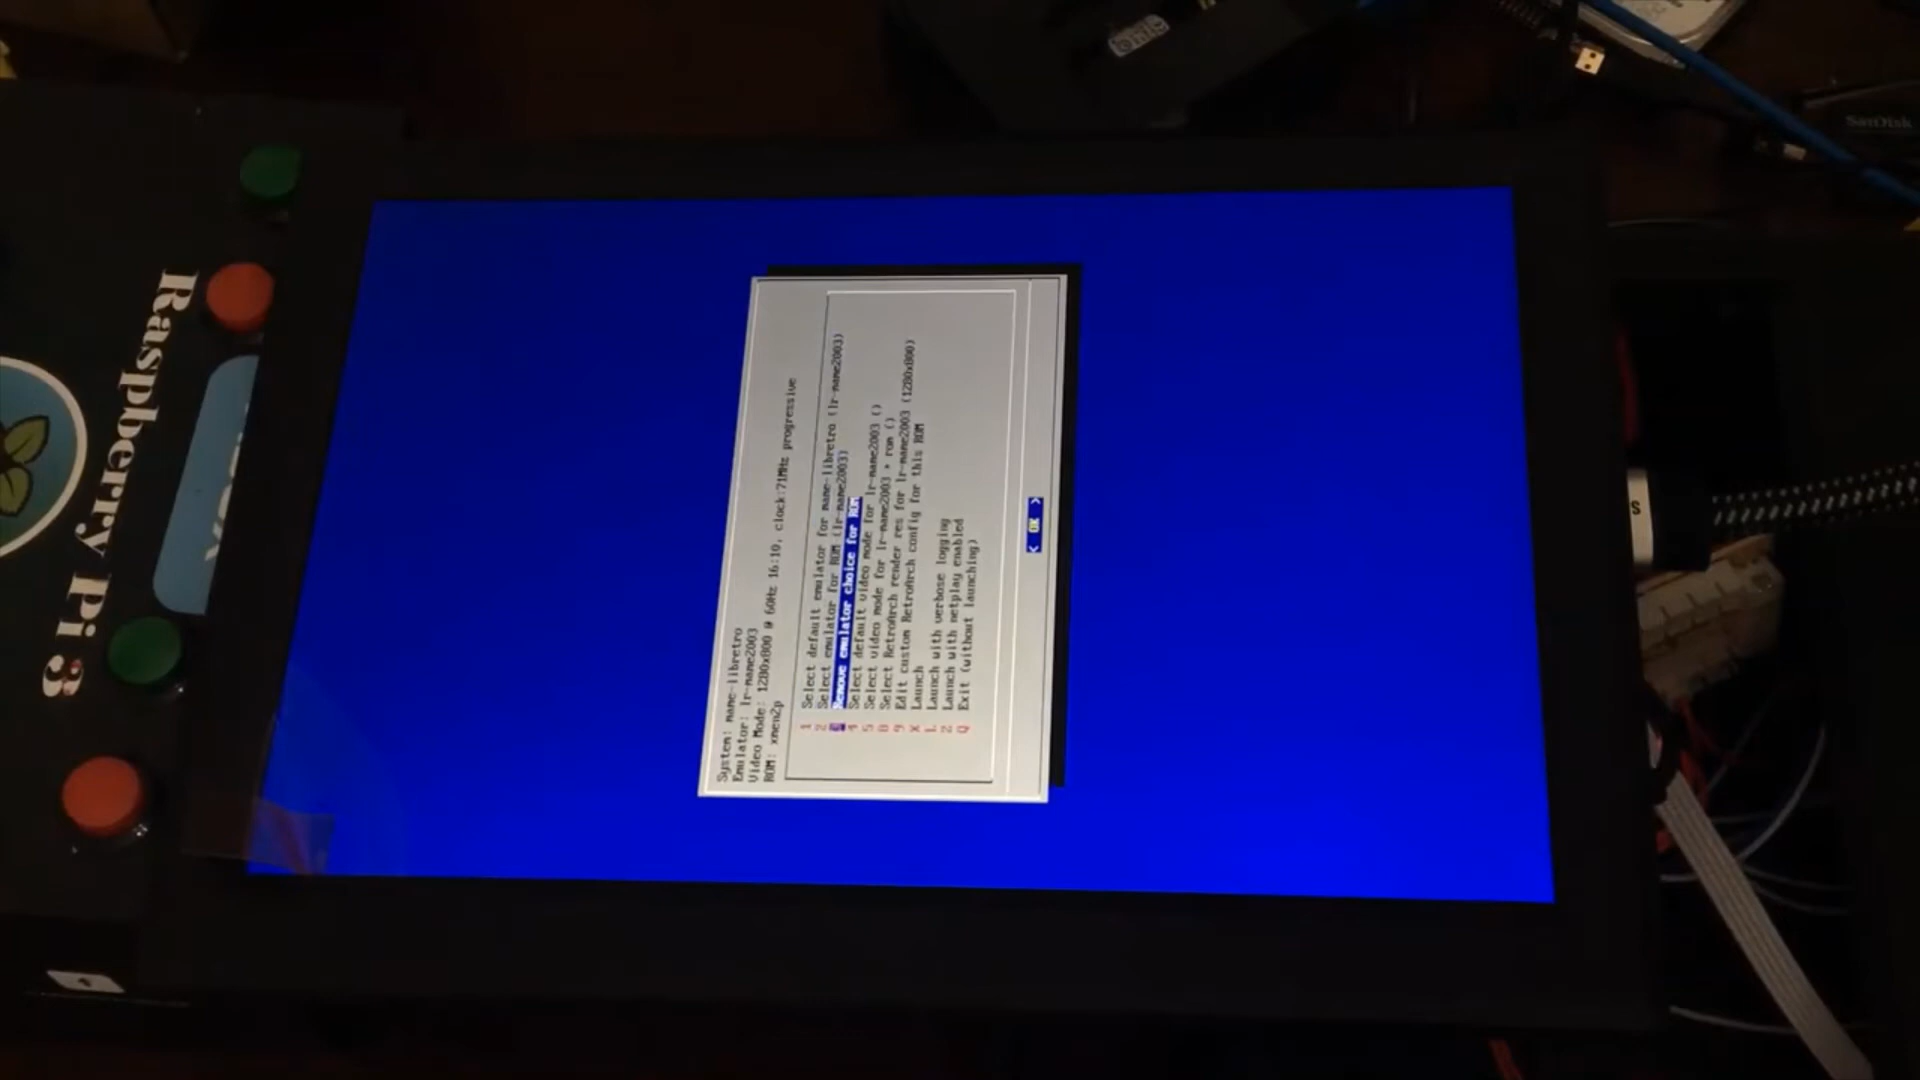 System: mame-libretro
Emulator: lr-mame2003
Video Mode: 1280x800 @ 60Hz 16:10, clock:71MHz progressive
ROM: xmen2p
1 Select default emulator for mame-libretro (lr-mame2003)
2 Select emulator for ROM (lr-mame2003)
3 Remove emulator choice for ROM
4 Select default video mode for lr-mame2003 ()
5 Select video mode for lr-mame2003 + rom ()
8 Select RetroArch render res for lr-mame2003 (1280x800)
9 Edit custom RetroArch config for this ROM
X Launch
L Launch with verbose logging
Z Launch with netplay enabled
Q Exit (without launching)
< OK >
Raspberry Pi 3
SanDisk
S